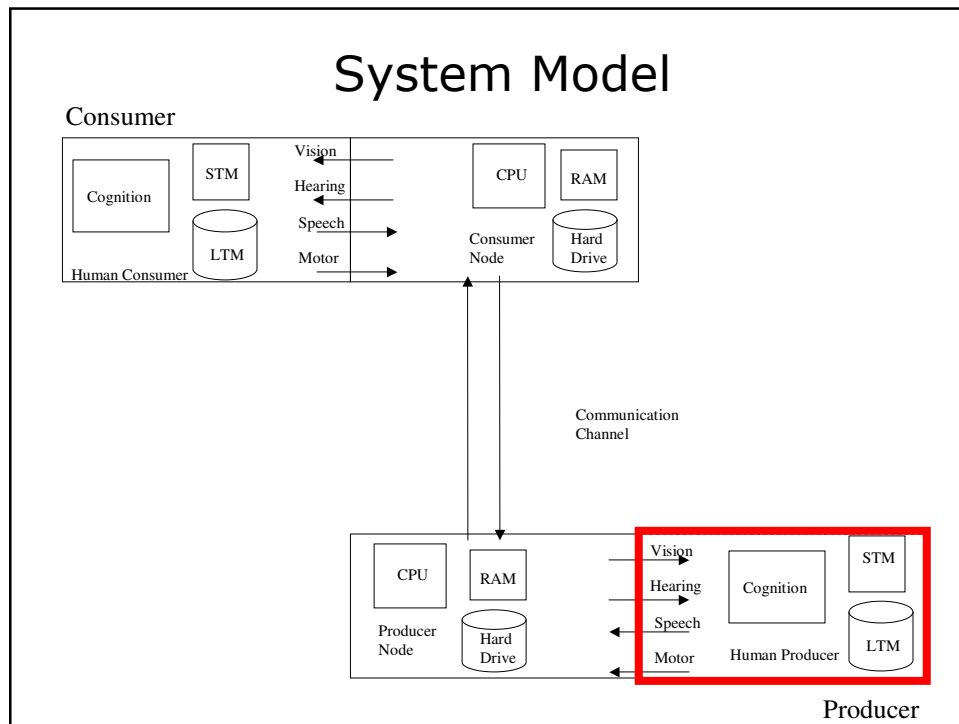 System Model
Consumer
Cognition
STM
LTM
Human Consumer
Vision
Hearing
Speech
Motor
CPU
RAM
Consumer
Node
Hard
Drive
Communication
Channel
CPU
RAM
Producer
Node
Hard
Drive
Vision
Hearing
Speech
Motor
Cognition
STM
LTM
Human Producer
Producer